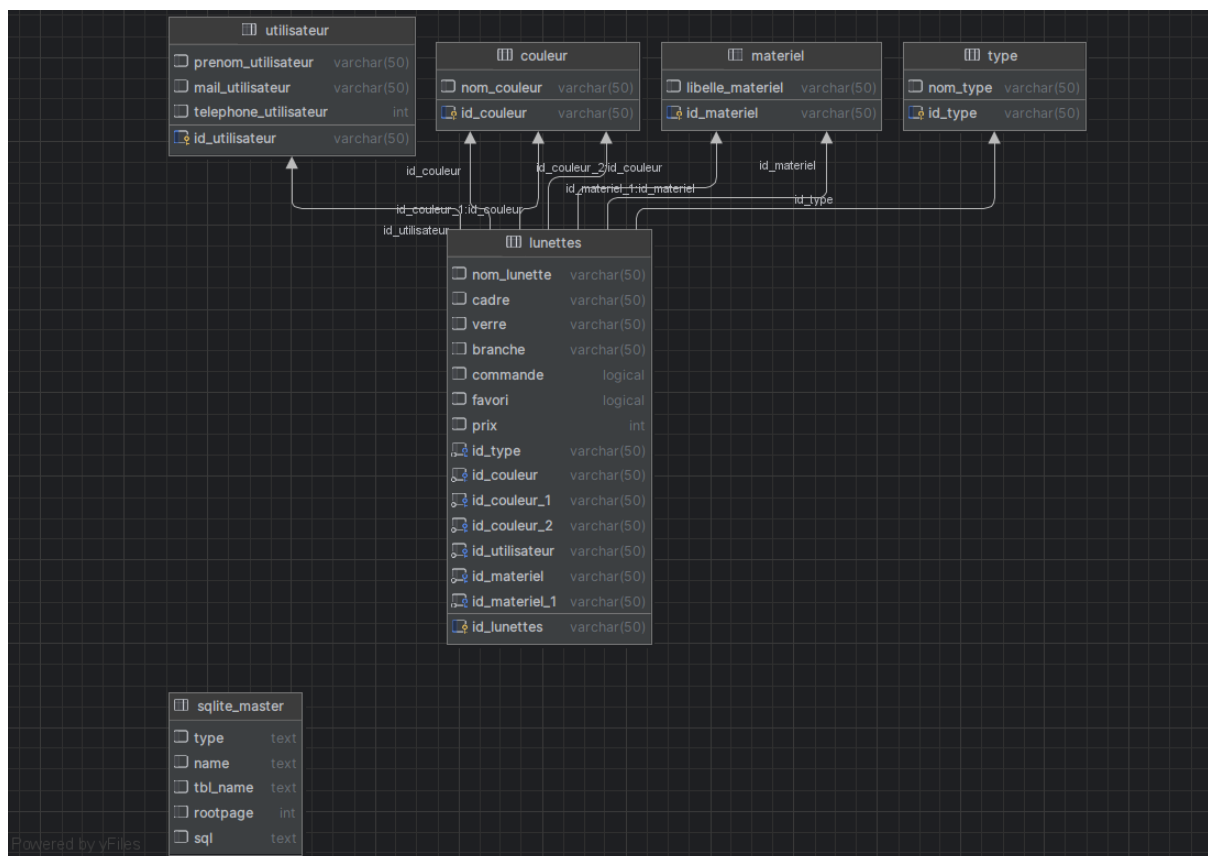 utilisateur
prenom_utilisateur varchar(50)
mail_utilisateur varchar(50)
telephone_utilisateur int
id_utilisateur varchar(50)
couleur
nom_couleur varchar(50)
id_couleur varchar(50)
materiel
libelle_materiel varchar(50)
id_materiel varchar(50)
type
nom_type varchar(50)
id_type varchar(50)
id_couleur
id_couleur_2:id_couleur
id_materiel
id_materiel_1:id_materiel
id_type
id_couleur_1:id_couleur
id_utilisateur
lunettes
nom_lunette varchar(50)
cadre varchar(50)
verre varchar(50)
branche varchar(50)
commande logical
favori logical
prix int
id_type varchar(50)
id_couleur varchar(50)
id_couleur_1 varchar(50)
id_couleur_2 varchar(50)
id_utilisateur varchar(50)
id_materiel varchar(50)
id_materiel_1 varchar(50)
id_lunettes varchar(50)
sqlite_master
type text
name text
tbl_name text
rootpage int
sql text
Powered by yFiles